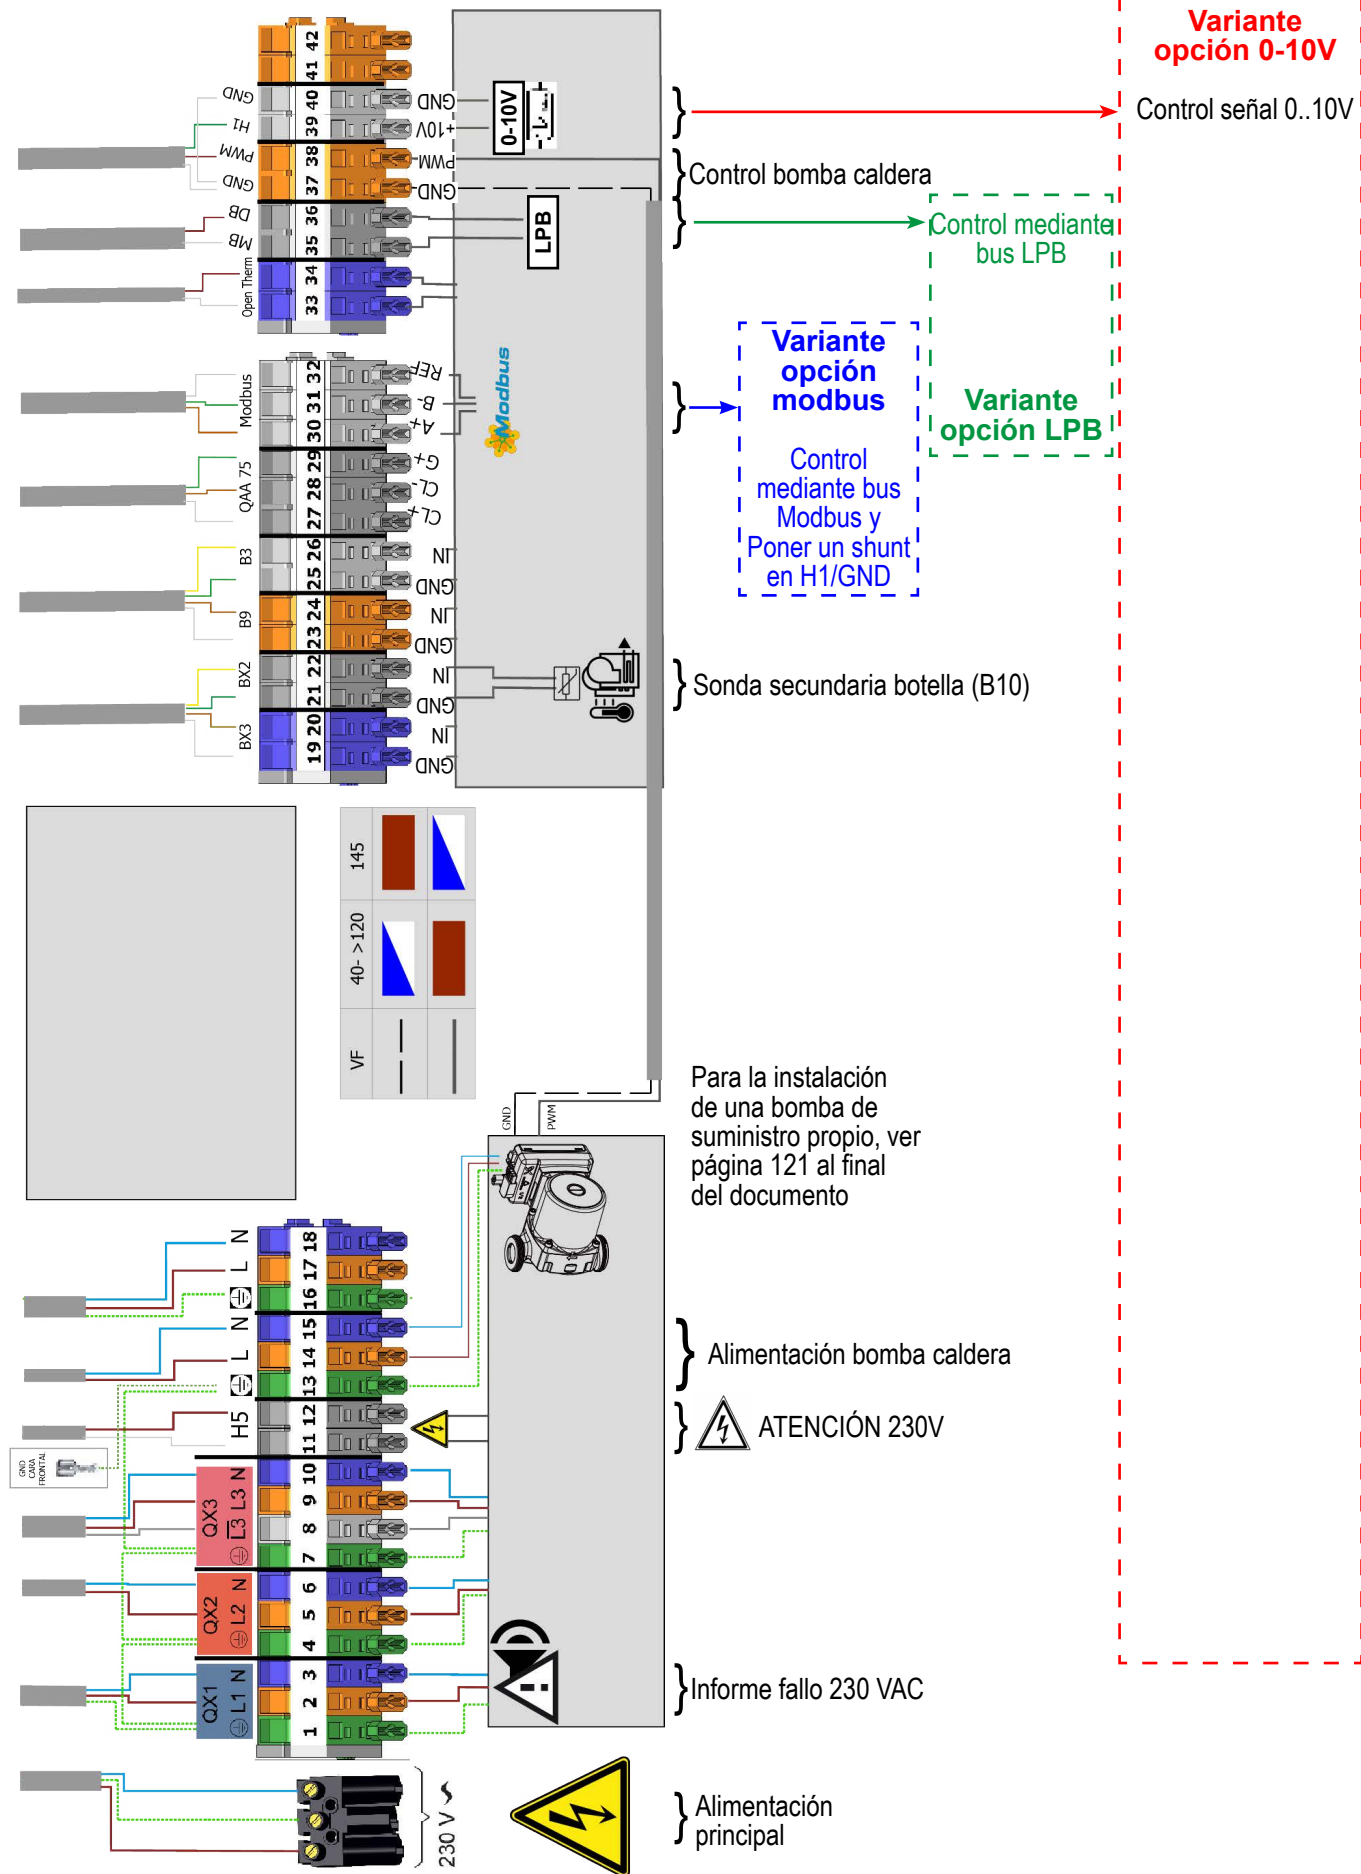 Variante
opción 0-10V
Control señal 0..10V
42
41
40
39
38
37
36
35
34
33
GND
H1
PWM
GND
DB
MB
Open Therm
GND
+10V
PWM
GND
0-10V
LPB
Control bomba caldera
Control mediante
bus LPB
Variante
opción LPB
Variante
opción
modbus
Control
mediante bus
Modbus y
Poner un shunt
en H1/GND
32
31
30
29
28
27
26
25
24
23
22
21
20
19
Modbus
QAA 75
B3
B9
BX2
BX3
REF
B-
A+
G+
CL-
CL+
IN
GND
IN
GND
IN
GND
IN
GND
Modbus
Sonda secundaria botella (B10)
VF
40- >120
145
GND
PWM
Para la instalación
de una bomba de
suministro propio, ver
página 121 al final
del documento
18
17
16
15
14
13
12
11
10
9
8
7
6
5
4
3
2
1
N
L
N
L
H5
GND
CARA
FRONTAL
QX3
L3 L3 N
QX2
L2 N
QX1
L1 N
Alimentación bomba caldera
ATENCIÓN 230V
Informe fallo 230 VAC
230 V ~
Alimentación
principal